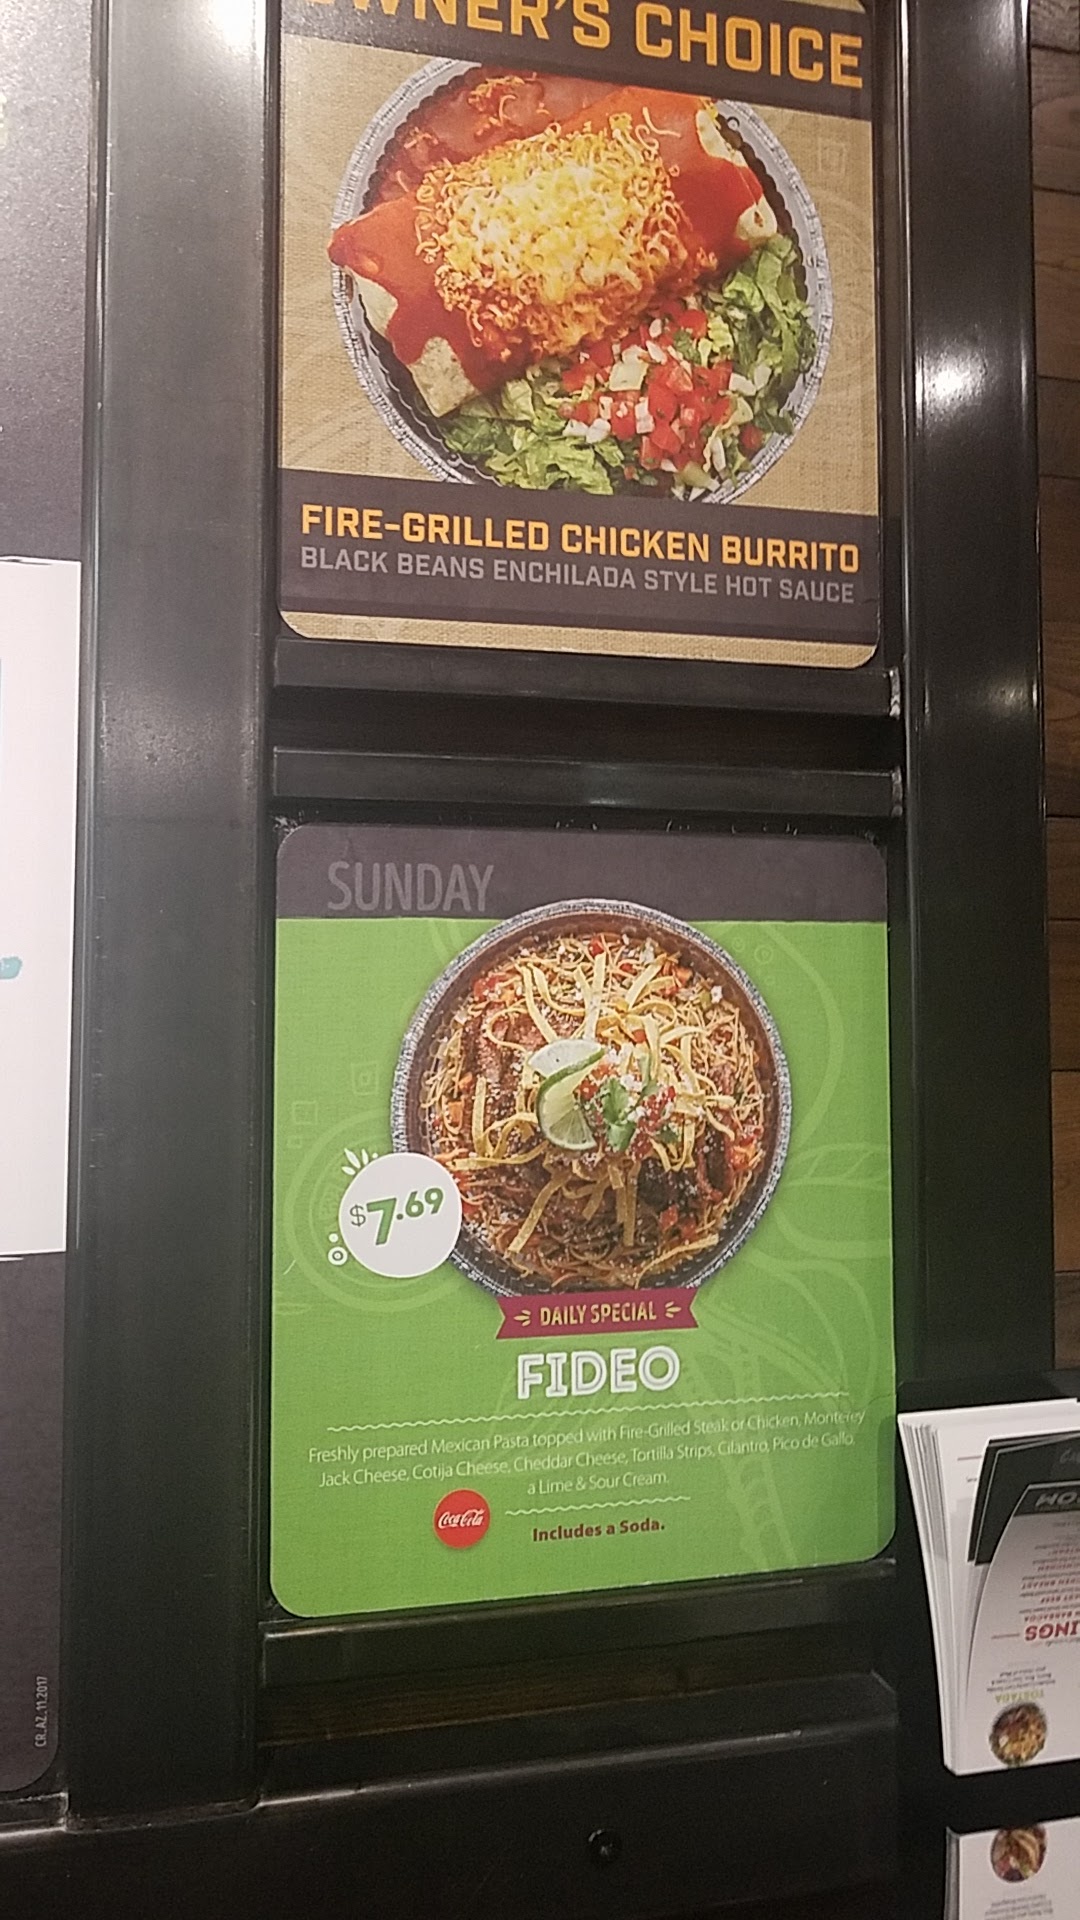 OWNER'S CHOICE
FIRE-GRILLED CHICKEN BURRITO
BLACK BEANS ENCHILADA STYLE HOT SAUCE
SUNDAY
$7.69
DAILY SPECIAL
FIDEO
Freshly prepared Mexican Pasta topped with Fire-Grilled Steak or Chicken, Monterey
Jack Cheese, Cotija Cheese, Cheddar Cheese, Tortilla Strips, Cilantro, Pico de Gallo,
a Lime & Sour Cream.
Coca-Cola
Includes a Soda.
CR.AZ.11.2017
TOSTADA